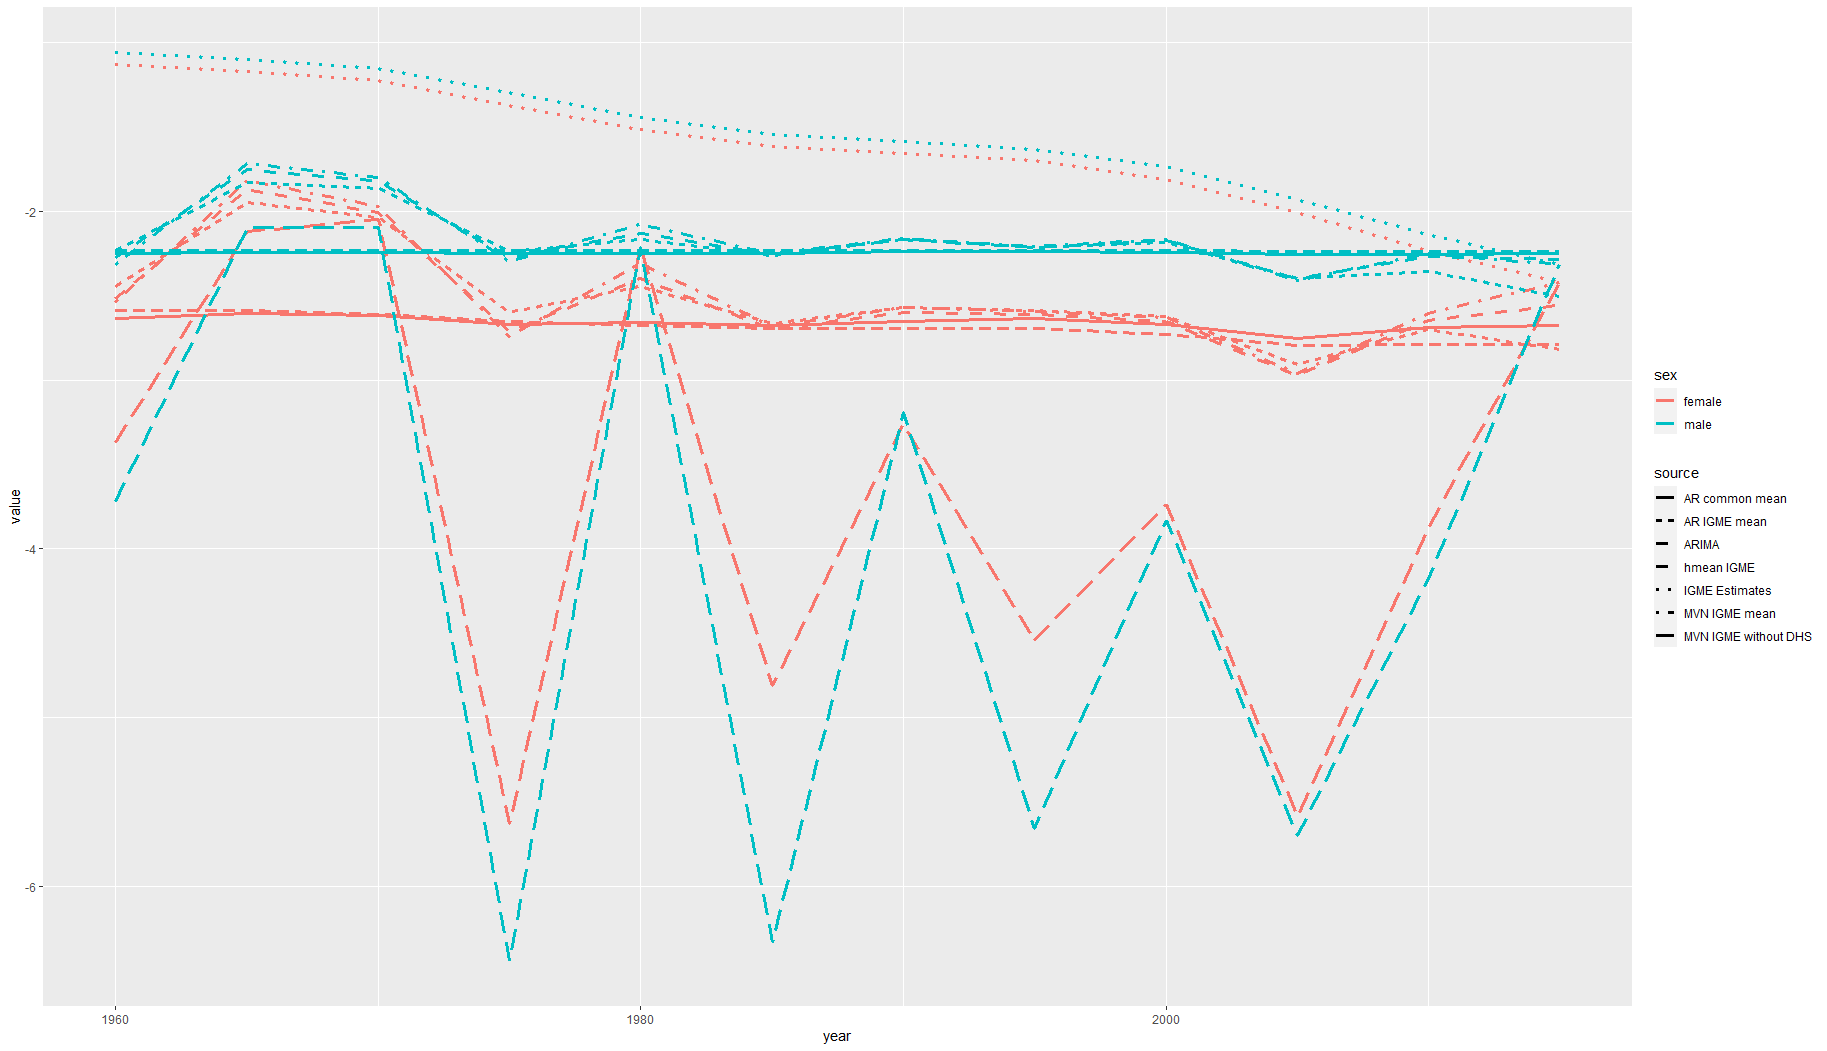 value
-2
-4
-6
1960
1980
2000
year
sex
female
male
source
AR common mean
AR IGME mean
ARIMA
hmean IGME
IGME Estimates
MVN IGME mean
MVN IGME without DHS